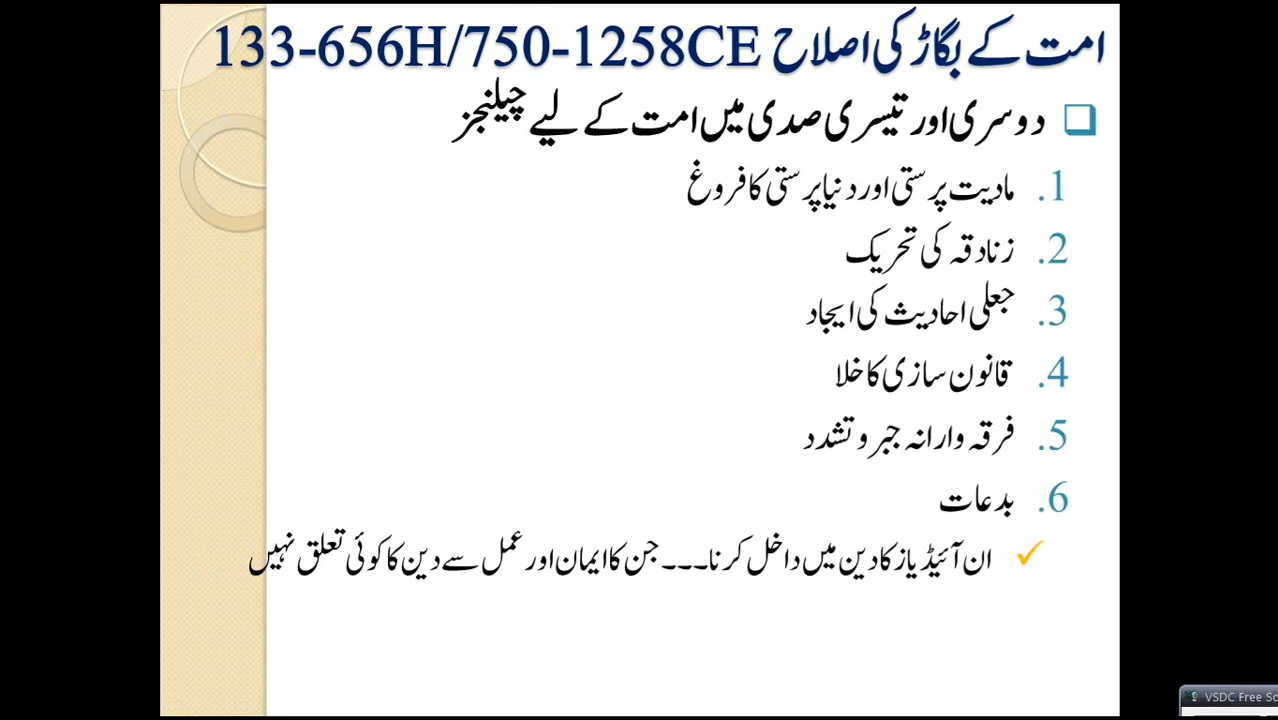 امت کے بگاڑ کی اصلاح 133-656H/750-1258CE
دوسری اور تیسری صدی میں امت کے لیے چیلنجز
1. مادیت پرستی اور دنیا پرستی کا فروغ
2. زنادقہ کی تحریک
3. جعلی احادیث کی ایجاد
4. قانون سازی کا خلا
5. فرقہ وارانہ جبر و تشدد
6. بدعات
ان آئیڈیاز کا دین میں داخل کرنا۔۔۔ جن کا ایمان اور عمل سے دین کا کوئی تعلق نہیں
VSDC Free Sc